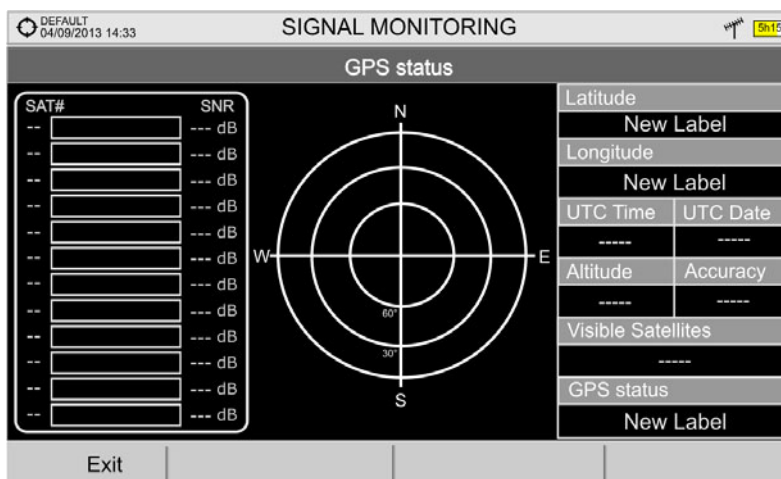 DEFAULT
04/09/2013 14:33
SIGNAL MONITORING
5h15
GPS status
SAT# SNR
-- --- dB
-- --- dB
-- --- dB
-- --- dB
-- --- dB
-- --- dB
-- --- dB
-- --- dB
-- --- dB
-- --- dB
-- --- dB
-- --- dB
N
W
E
60°
30°
S
Latitude
New Label
Longitude
New Label
UTC Time UTC Date
----- -----
Altitude Accuracy
----- -----
Visible Satellites
-----
GPS status
New Label
Exit